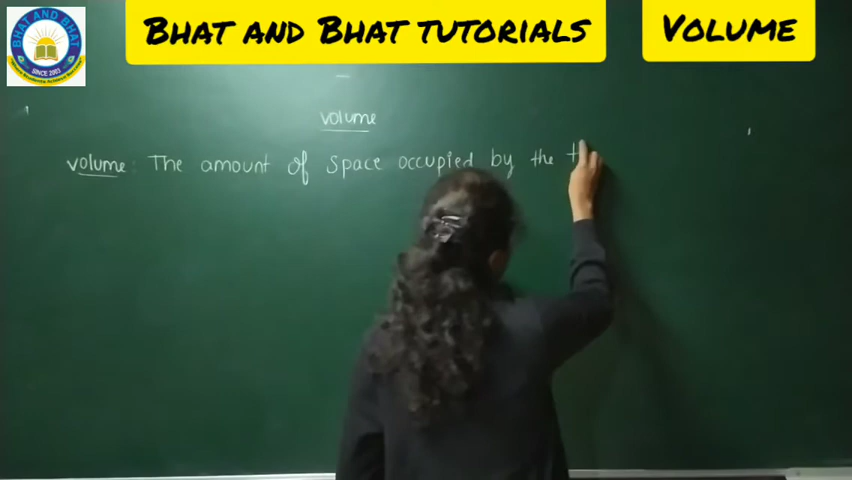 BHAT AND BHAT TUTORIALS
VOLUME
BHAT AND BHAT
SINCE 2003
volume
volume: The amount of space occupied by the